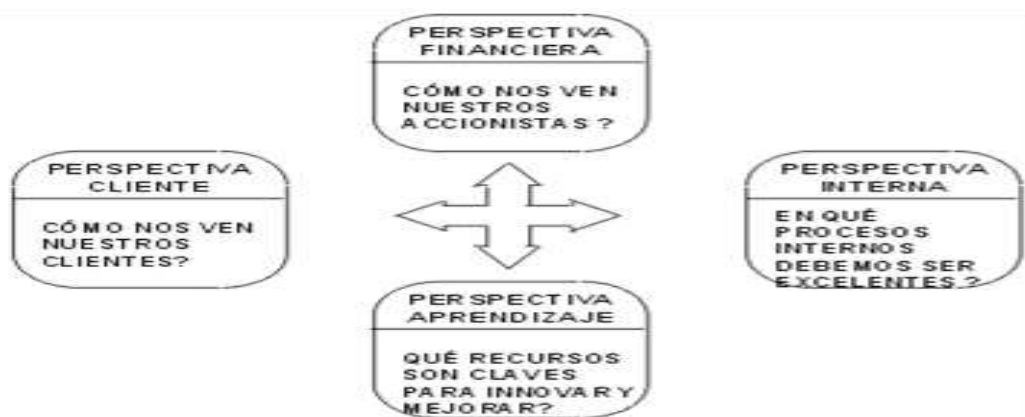 PERSPECTIVA
FINANCIERA
CÓMO NOS VEN
NUESTROS
ACCIONISTAS ?
PERSPECTIVA
CLIENTE
CÓMO NOS VEN
NUESTROS
CLIENTES?
PERSPECTIVA
INTERNA
EN QUÉ
PROCESOS
INTERNOS
DEBEMOS SER
EXCELENTES ?
PERSPECTIVA
APRENDIZAJE
QUÉ RECURSOS
SON CLAVES
PARA INNOVAR Y
MEJORAR?